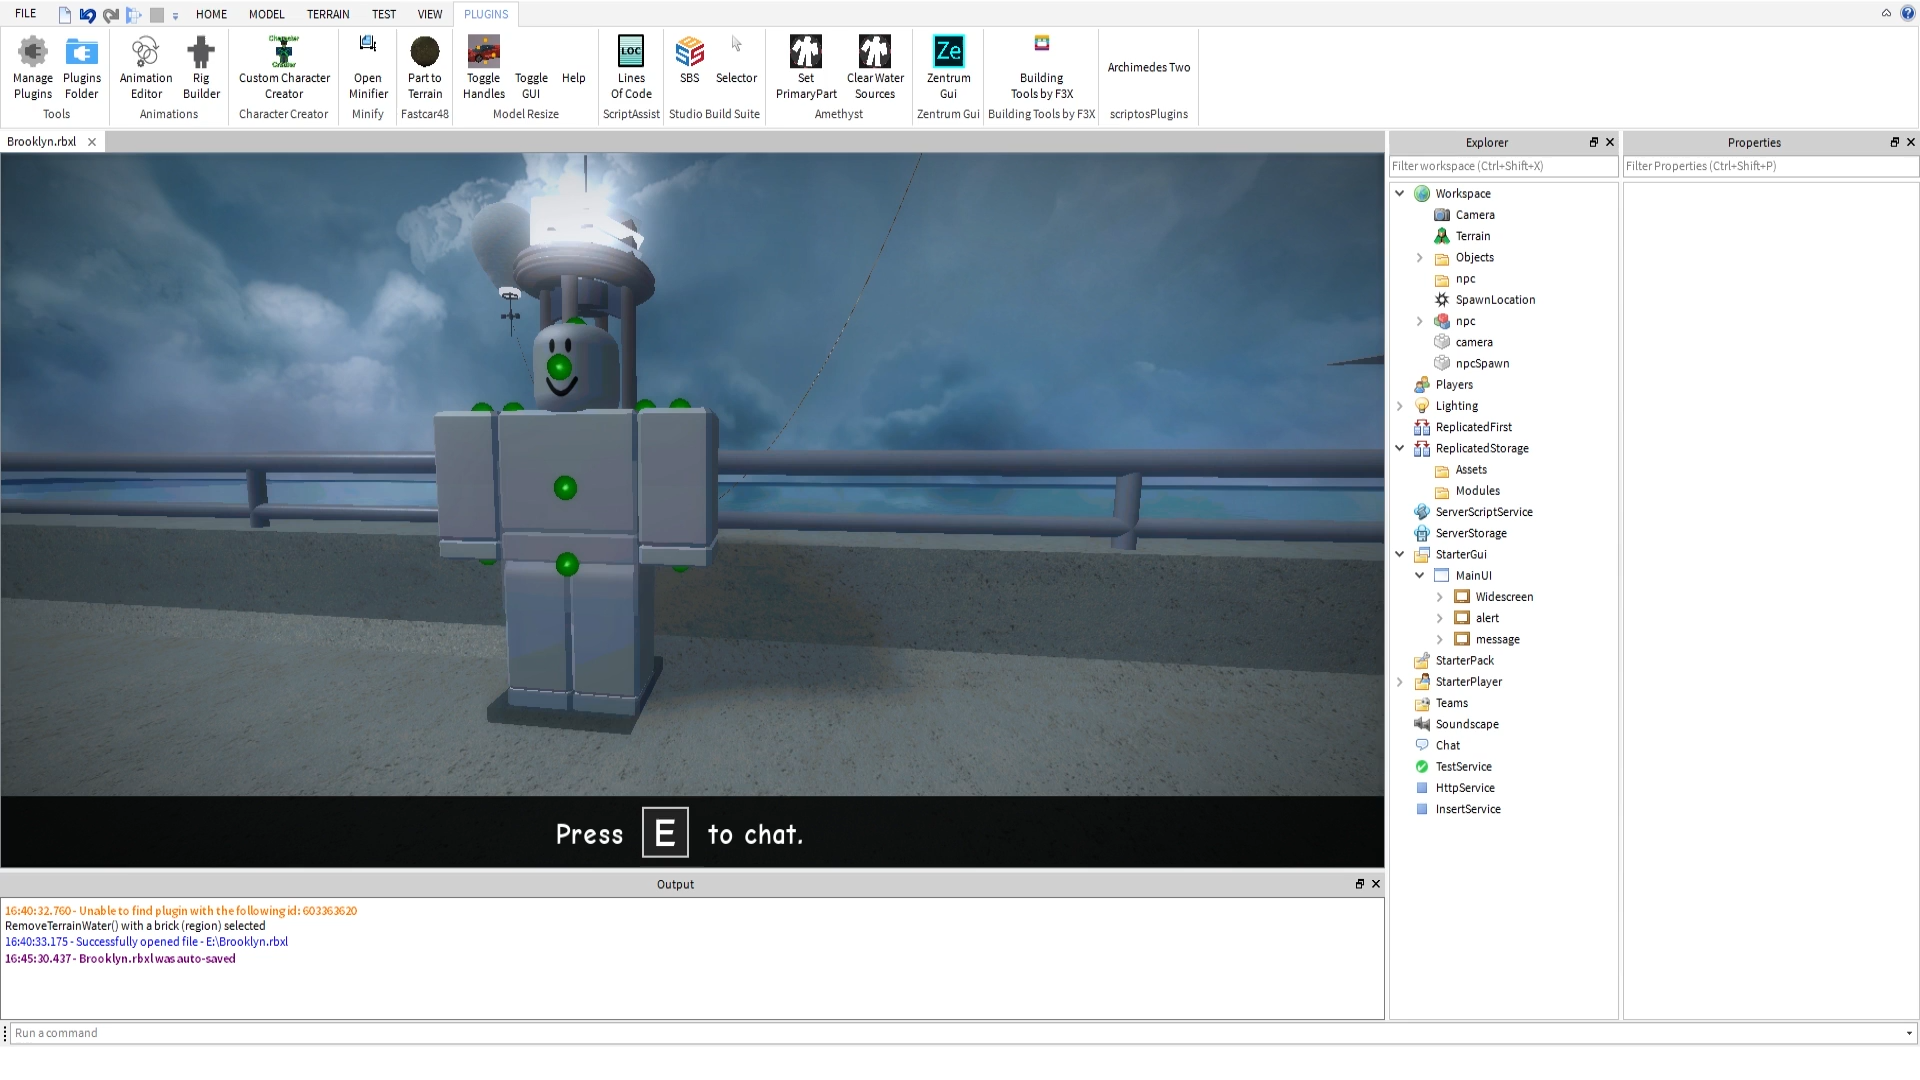 FILE
HOME MODEL TERRAIN TEST VIEW PLUGINS
Manage Plugins
Plugins Folder
Tools
Animation Editor
Rig Builder
Animations
Character Creator
Custom Character Creator
Character Creator
Open Minifier
Minify
Part to Terrain
Fastcar48
Toggle Handles
Toggle GUI
Help
Model Resize
LOC
Lines Of Code
ScriptAssist
SBS
Selector
Studio Build Suite
Set PrimaryPart
Clear Water Sources
Amethyst
Ze
Zentrum Gui
Zentrum Gui
Building Tools by F3X
Building Tools by F3X
Archimedes Two
scriptosPlugins
Brooklyn.rbxl
Press E to chat.
Output
16:40:32.760 - Unable to find plugin with the following id: 603363620
RemoveTerrainWater() with a brick (region) selected
16:40:33.175 - Successfully opened file - E:\Brooklyn.rbxl
16:45:30.437 - Brooklyn.rbxl was auto-saved
Run a command
Explorer
Filter workspace (Ctrl+Shift+X)
Workspace
Camera
Terrain
Objects
npc
SpawnLocation
npc
camera
npcSpawn
Players
Lighting
ReplicatedFirst
ReplicatedStorage
Assets
Modules
ServerScriptService
ServerStorage
StarterGui
MainUI
Widescreen
alert
message
StarterPack
StarterPlayer
Teams
Soundscape
Chat
TestService
HttpService
InsertService
Properties
Filter Properties (Ctrl+Shift+P)